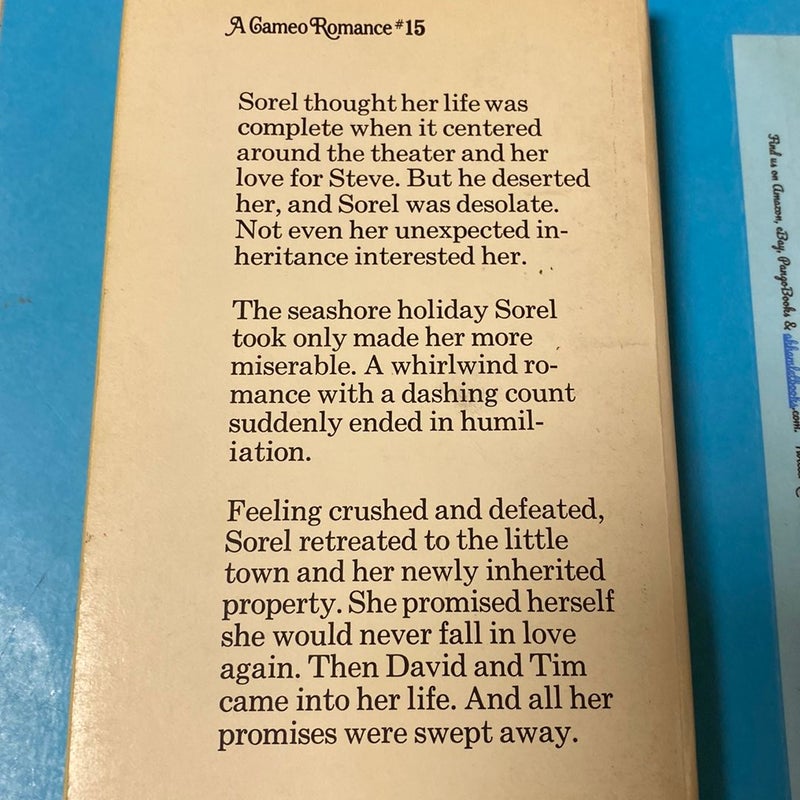 A Cameo Romance #15
Sorel thought her life was
complete when it centered
around the theater and her
love for Steve. But he deserted
her, and Sorel was desolate.
Not even her unexpected in-
heritance interested her.
The seashore holiday Sorel
took only made her more
miserable. A whirlwind ro-
mance with a dashing count
suddenly ended in humil-
iation.
Feeling crushed and defeated,
Sorel retreated to the little
town and her newly inherited
property. She promised herself
she would never fall in love
again. Then David and Tim
came into her life. And all her
promises were swept away.
Find us on Amazon, eBay, PangoBooks &